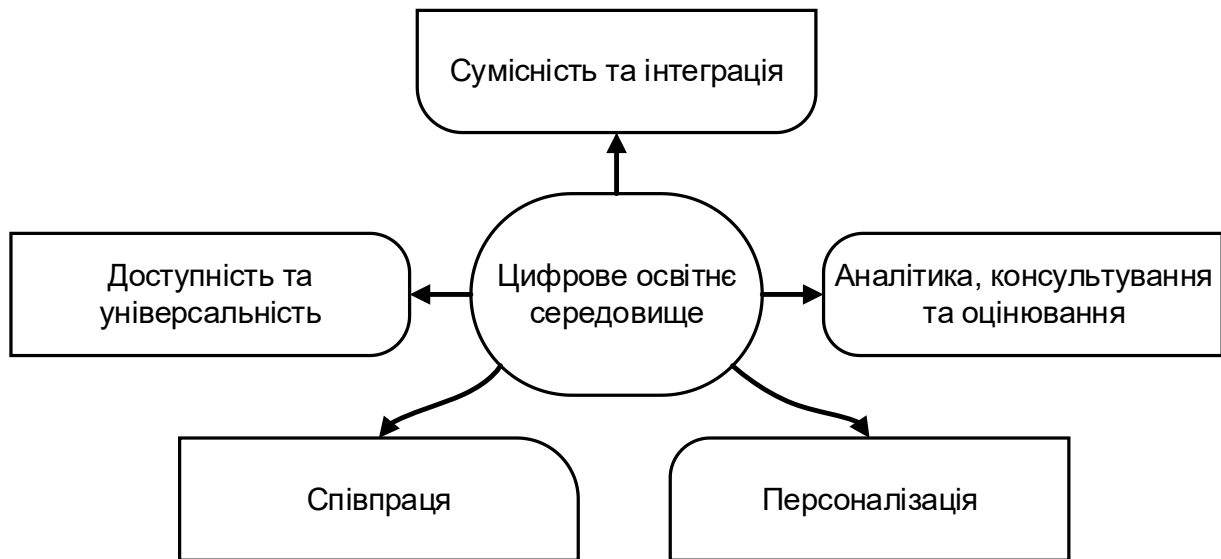 Сумісність та інтеграція
Доступність та
універсальність
Цифрове освітнє
середовище
Аналітика, консультування
та оцінювання
Співпраця
Персоналізація